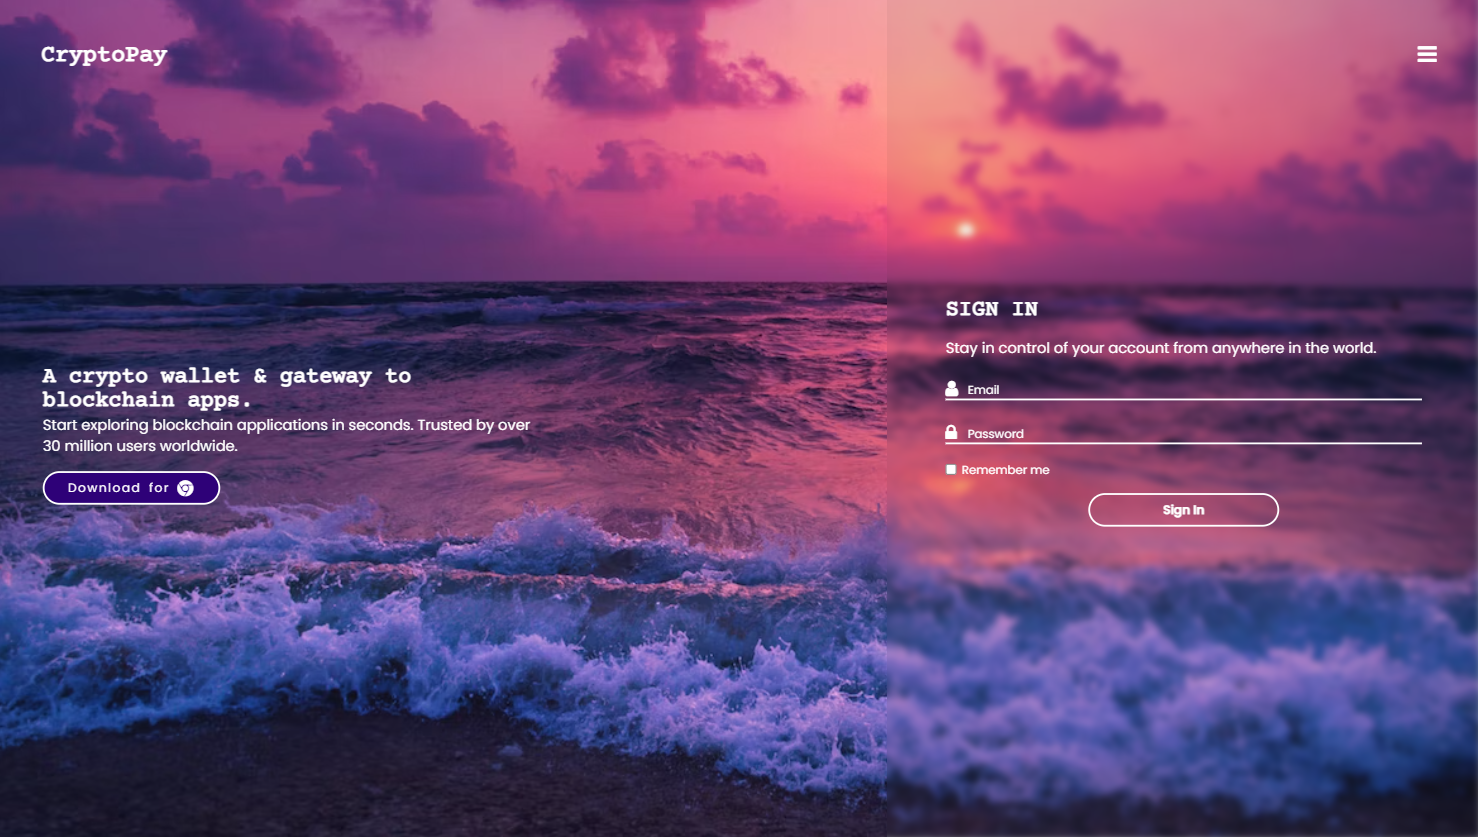 CryptoPay
A crypto wallet & gateway to
blockchain apps.
Start exploring blockchain applications in seconds. Trusted by over
30 million users worldwide.
Download for
SIGN IN
Stay in control of your account from anywhere in the world.
Email
Password
Remember me
Sign In